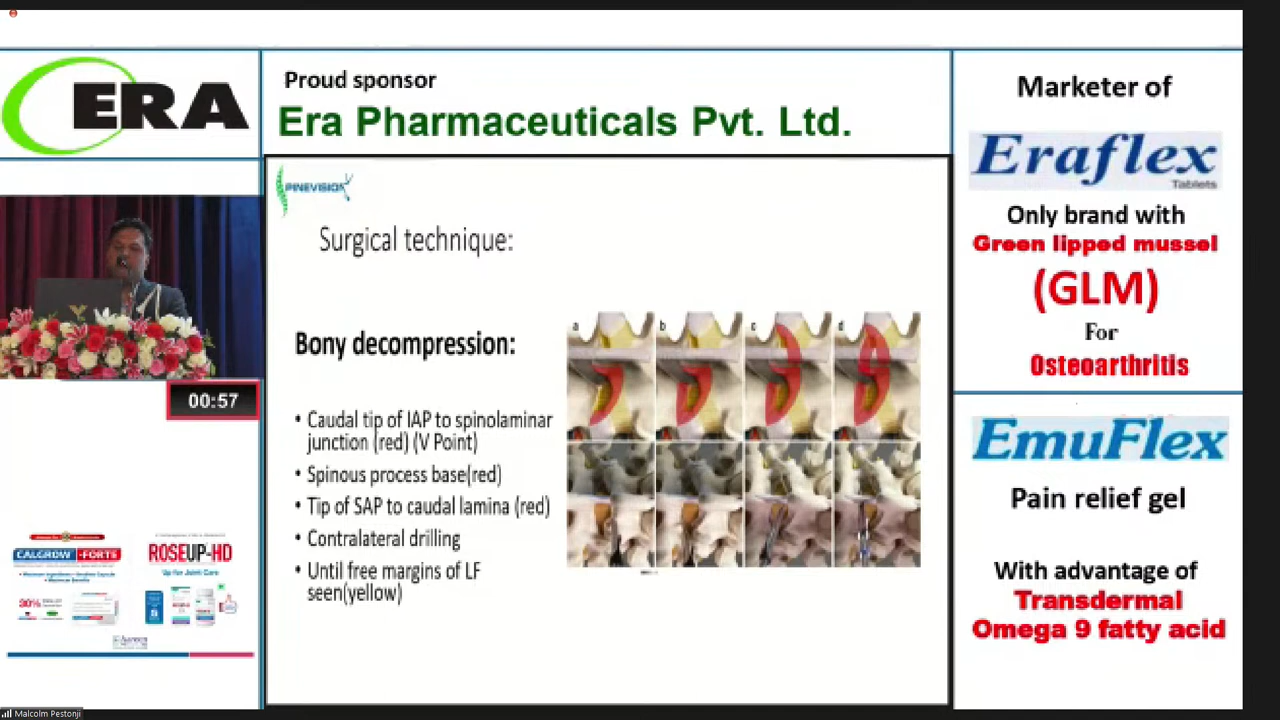 ERA
Proud sponsor
Era Pharmaceuticals Pvt. Ltd.
PINEVISION
Surgical technique:
Bony decompression:
• Caudal tip of IAP to spinolaminar
junction (red) (V Point)
• Spinous process base(red)
• Tip of SAP to caudal lamina (red)
• Contralateral drilling
• Until free margins of LF
seen(yellow)
a b c d
00:57
CALGROW-FORTE
30%
ROSEUP-HD
Up for Joint Care
Marketer of
Eraflex
Tablets
Only brand with
Green lipped mussel
(GLM)
For
Osteoarthritis
EmuFlex
Pain relief gel
With advantage of
Transdermal
Omega 9 fatty acid
Malcolm Pestonji